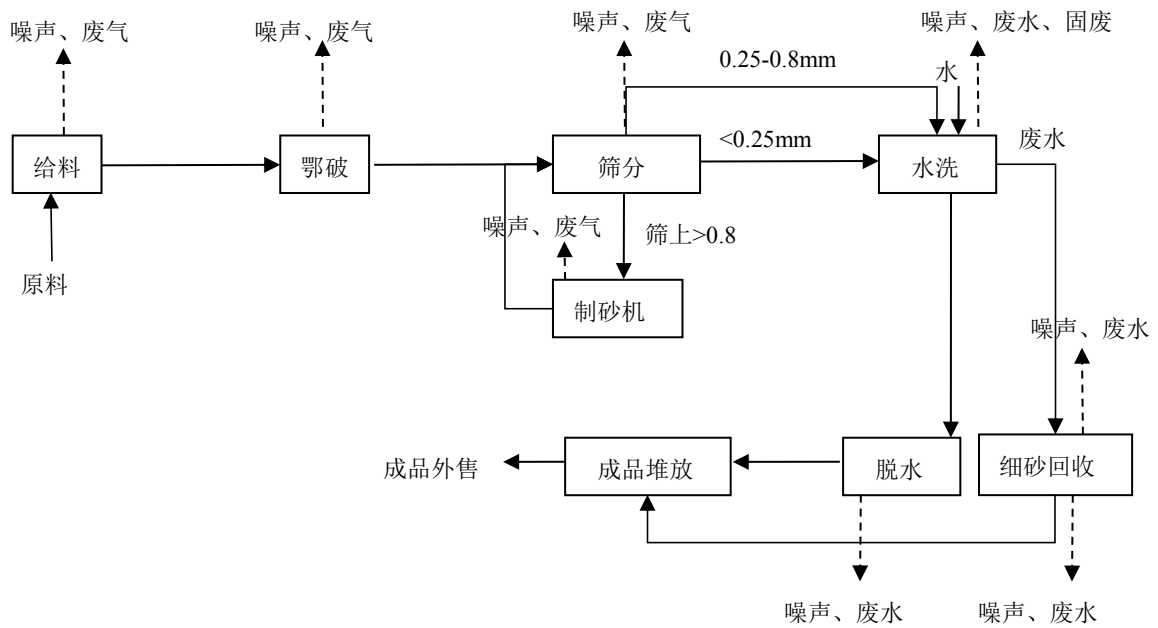 噪声、废气
噪声、废气
噪声、废气
噪声、废水、固废
0.25-0.8mm
水
给料
鄂破
筛分
<0.25mm
水洗
废水
噪声、废气
筛上>0.8
原料
制砂机
噪声、废水
成品外售
成品堆放
脱水
细砂回收
噪声、废水
噪声、废水